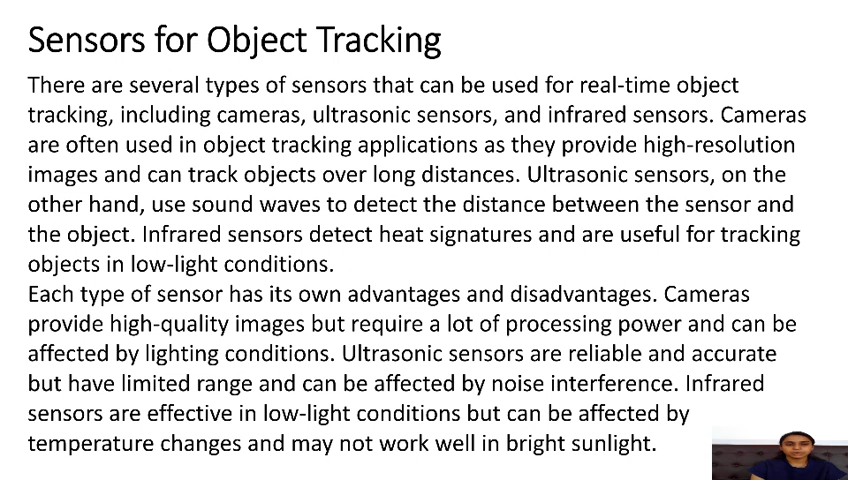 Sensors for Object Tracking
There are several types of sensors that can be used for real-time object
tracking, including cameras, ultrasonic sensors, and infrared sensors. Cameras
are often used in object tracking applications as they provide high-resolution
images and can track objects over long distances. Ultrasonic sensors, on the
other hand, use sound waves to detect the distance between the sensor and
the object. Infrared sensors detect heat signatures and are useful for tracking
objects in low-light conditions.
Each type of sensor has its own advantages and disadvantages. Cameras
provide high-quality images but require a lot of processing power and can be
affected by lighting conditions. Ultrasonic sensors are reliable and accurate
but have limited range and can be affected by noise interference. Infrared
sensors are effective in low-light conditions but can be affected by
temperature changes and may not work well in bright sunlight.